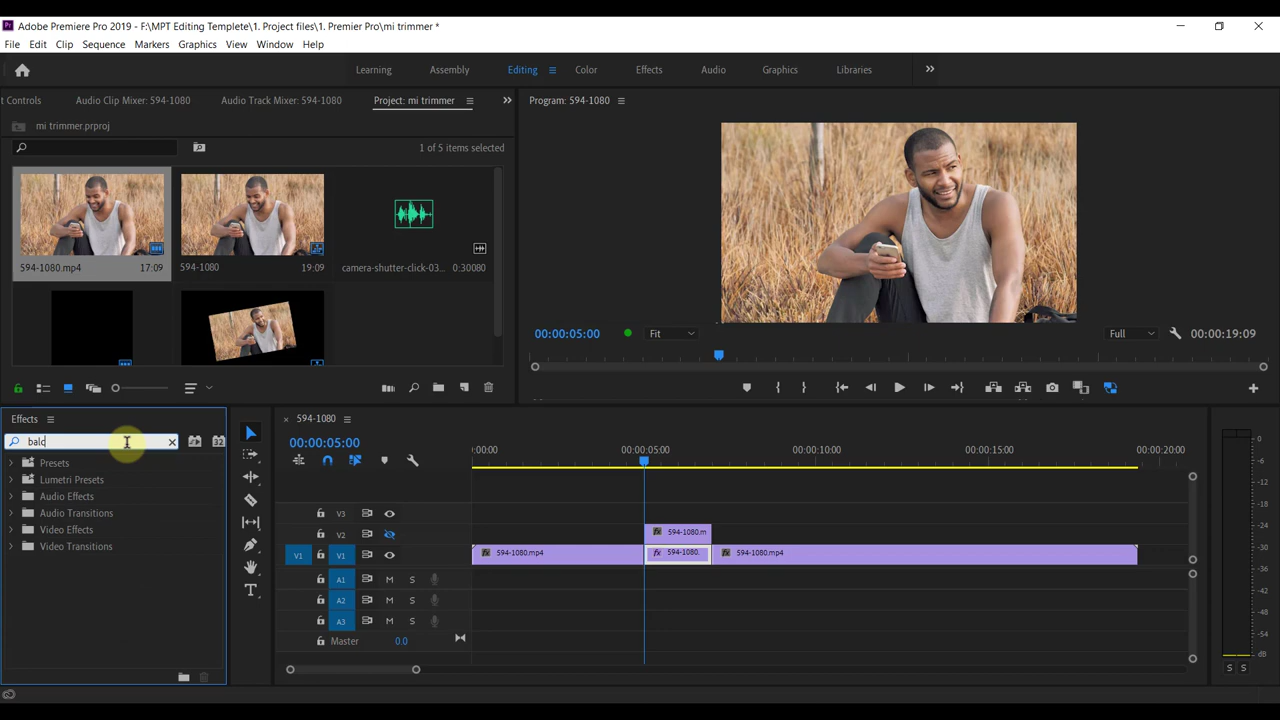 Adobe Premiere Pro 2019 - F:\MPT Editing Templete\1. Project files\1. Premier Pro\mi trimmer *
File Edit Clip Sequence Markers Graphics View Window Help
Learning Assembly Editing Color Effects Audio Graphics Libraries
t Controls Audio Clip Mixer: 594-1080 Audio Track Mixer: 594-1080 Project: mi trimmer
Program: 594-1080
mi trimmer.prproj
1 of 5 items selected
594-1080.mp4 17:09
594-1080 19:09
camera-shutter-click-03... 0:30080
00:00:05:00 Fit Full 00:00:19:09
Effects
balc
Presets
Lumetri Presets
Audio Effects
Audio Transitions
Video Effects
Video Transitions
594-1080
00:00:05:00
:00:00 00:00:05:00 00:00:10:00 00:00:15:00 00:00:20:00
V3
V2 594-1080.m
V1 V1 594-1080.mp4 594-1080. 594-1080.mp4
A1 M S
A2 M S
A3 M S
Master 0.0
0
-6
-12
-18
-24
-30
-36
-42
-48
-54
dB
S S